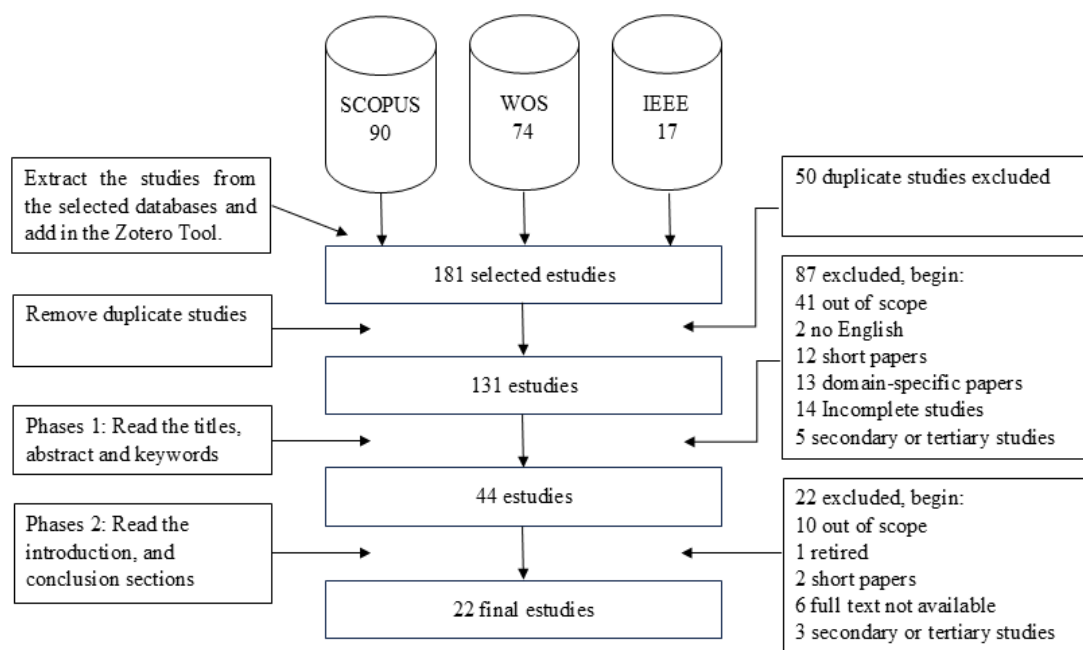 SCOPUS
90
WOS
74
IEEE
17
Extract the studies from
the selected databases and
add in the Zotero Tool.
50 duplicate studies excluded
181 selected estudies
Remove duplicate studies
87 excluded, begin:
41 out of scope
2 no English
12 short papers
13 domain-specific papers
14 Incomplete studies
5 secondary or tertiary studies
131 estudies
Phases 1: Read the titles,
abstract and keywords
44 estudies
Phases 2: Read the
introduction, and
conclusion sections
22 excluded, begin:
10 out of scope
1 retired
2 short papers
6 full text not available
3 secondary or tertiary studies
22 final estudies